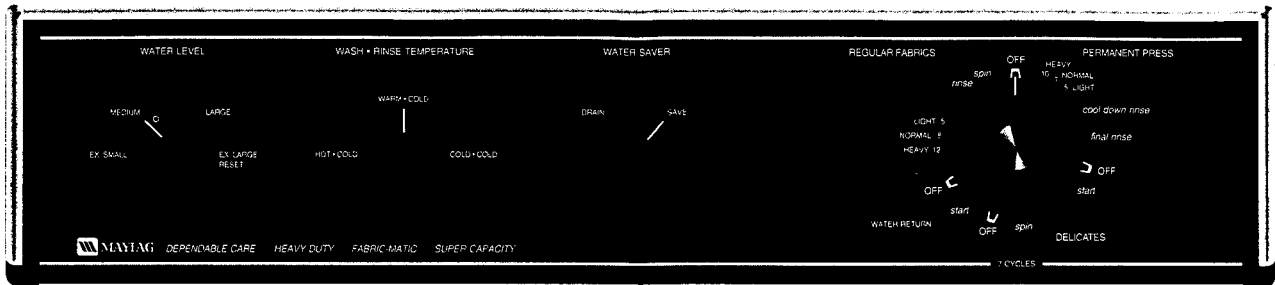 WATER LEVEL
MEDIUM
LARGE
EX SMALL
EX LARGE
RESET
WASH • RINSE TEMPERATURE
WARM • COLD
HOT • COLD
COLD • COLD
WATER SAVER
DRAIN
SAVE
REGULAR FABRICS
OFF
PERMANENT PRESS
spin
rinse
HEAVY
10
NORMAL
5 LIGHT
cool down rinse
final rinse
OFF
start
LIGHT 5
NORMAL 8
HEAVY 12
OFF
start
WATER RETURN
OFF
spin
DELICATES
MAYTAG DEPENDABLE CARE HEAVY DUTY FABRIC-MATIC SUPER CAPACITY
7 CYCLES